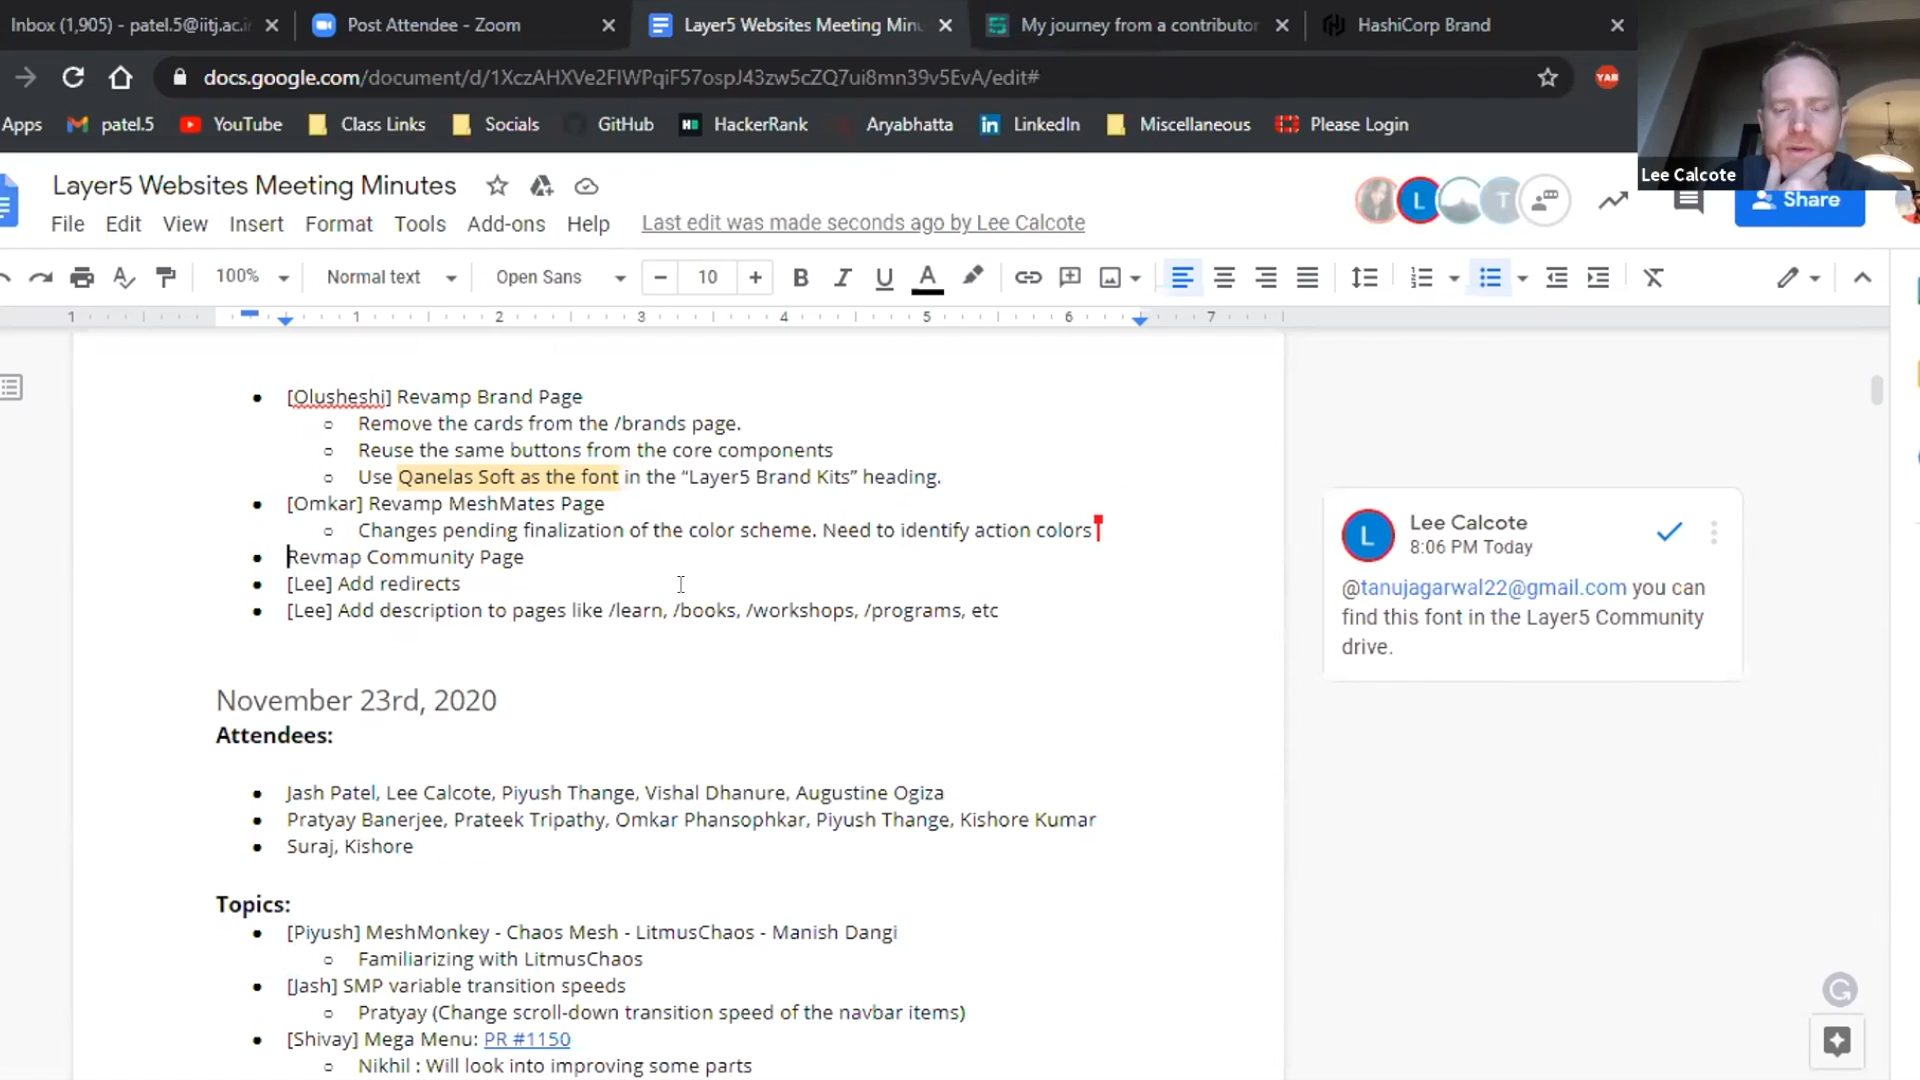 Inbox (1,905) - patel.5@iitj.ac.i
Post Attendee - Zoom
Layer5 Websites Meeting Minu
My journey from a contributor
HashiCorp Brand
docs.google.com/document/d/1XczAHXVe2FIWPqiF57ospJ43zw5cZQ7ui8mn39v5EvA/edit#
YAB
Apps
patel.5
YouTube
Class Links
Socials
GitHub
HackerRank
Aryabhatta
LinkedIn
Miscellaneous
Please Login
Lee Calcote
Layer5 Websites Meeting Minutes
L
T
Share
File Edit View Insert Format Tools Add-ons Help
Last edit was made seconds ago by Lee Calcote
100%
Normal text
Open Sans
10
1 1 2 3 4 5 6 7
[Olusheshi] Revamp Brand Page
Remove the cards from the /brands page.
Reuse the same buttons from the core components
Use Qanelas Soft as the font in the “Layer5 Brand Kits” heading.
[Omkar] Revamp MeshMates Page
Changes pending finalization of the color scheme. Need to identify action colors
Revmap Community Page
[Lee] Add redirects
[Lee] Add description to pages like /learn, /books, /workshops, /programs, etc
L
Lee Calcote
8:06 PM Today
@tanujagarwal22@gmail.com you can
find this font in the Layer5 Community
drive.
November 23rd, 2020
Attendees:
Jash Patel, Lee Calcote, Piyush Thange, Vishal Dhanure, Augustine Ogiza
Pratyay Banerjee, Prateek Tripathy, Omkar Phansophkar, Piyush Thange, Kishore Kumar
Suraj, Kishore
Topics:
[Piyush] MeshMonkey - Chaos Mesh - LitmusChaos - Manish Dangi
Familiarizing with LitmusChaos
[Jash] SMP variable transition speeds
Pratyay (Change scroll-down transition speed of the navbar items)
[Shivay] Mega Menu: PR #1150
Nikhil : Will look into improving some parts